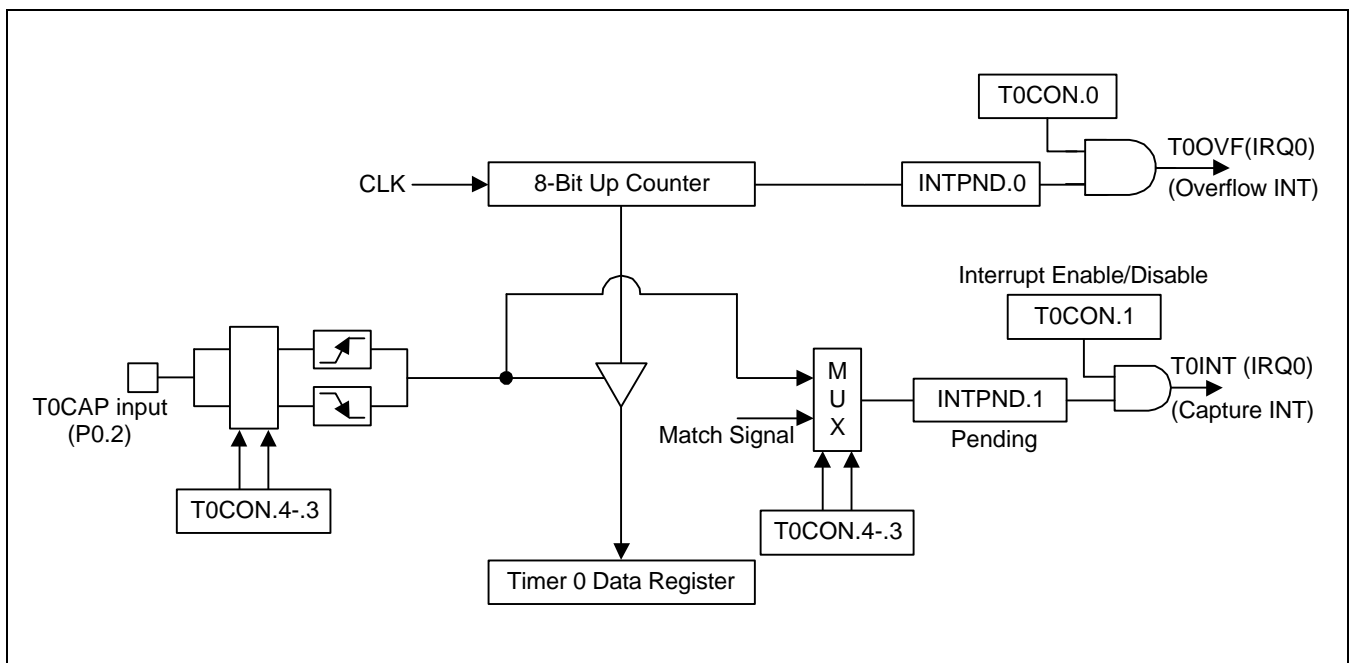 T0CON.0
T0OVF(IRQ0)
CLK
8-Bit Up Counter
INTPND.0
(Overflow INT)
Interrupt Enable/Disable
T0CON.1
T0CAP input
(P0.2)
M
U
X
T0INT (IRQ0)
INTPND.1
(Capture INT)
Match Signal
Pending
T0CON.4-.3
T0CON.4-.3
Timer 0 Data Register